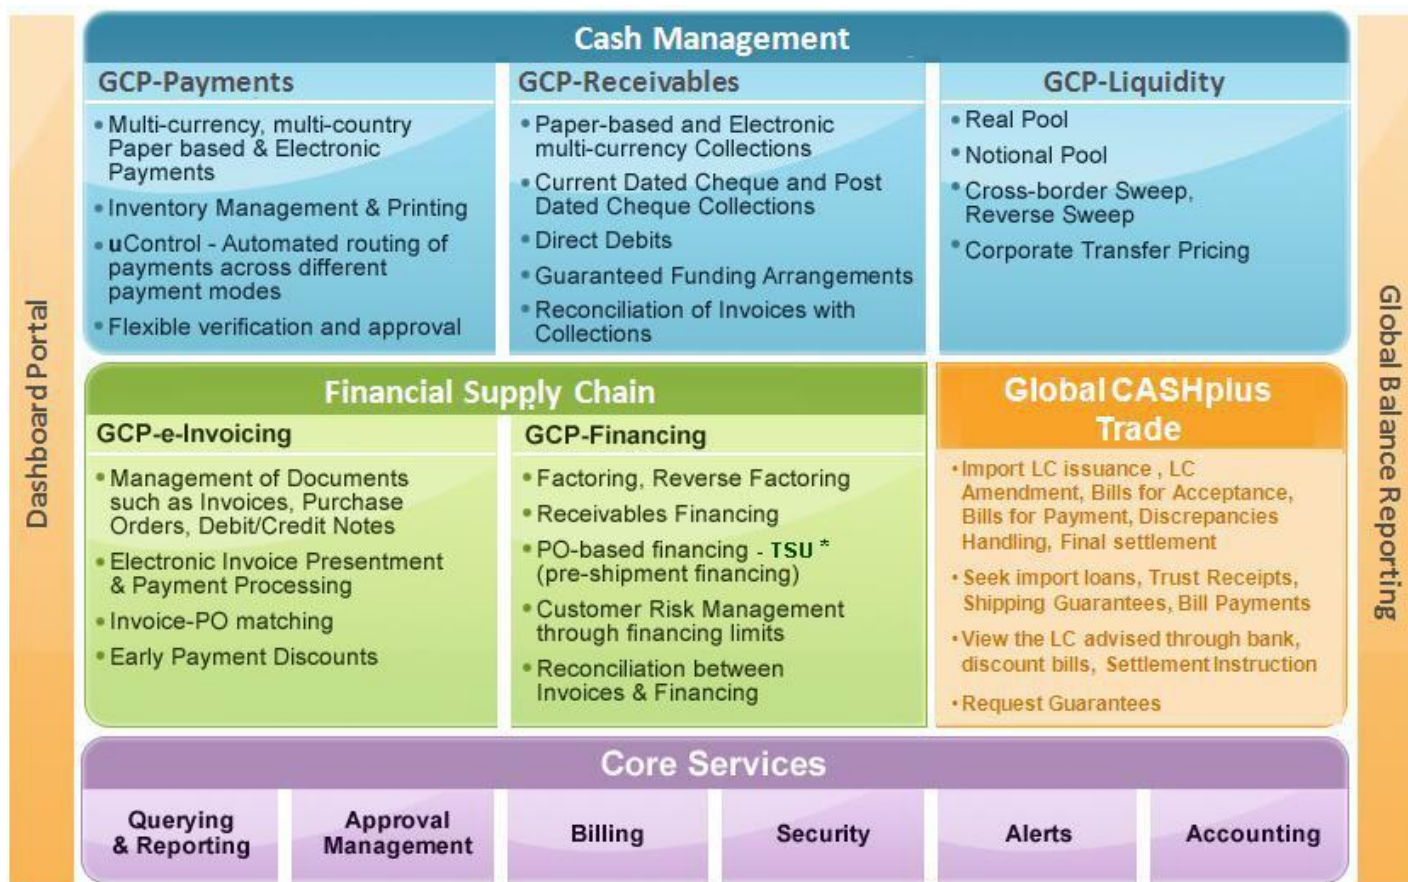 Dashboard Portal
Cash Management
GCP-Payments
• Multi-currency, multi-country
Paper based & Electronic
Payments
• Inventory Management & Printing
• uControl - Automated routing of
payments across different
payment modes
• Flexible verification and approval
GCP-Receivables
• Paper-based and Electronic
multi-currency Collections
• Current Dated Cheque and Post
Dated Cheque Collections
• Direct Debits
• Guaranteed Funding Arrangements
• Reconciliation of Invoices with
Collections
GCP-Liquidity
• Real Pool
• Notional Pool
• Cross-border Sweep,
Reverse Sweep
• Corporate Transfer Pricing
Financial Supply Chain
GCP-e-Invoicing
• Management of Documents
such as Invoices, Purchase
Orders, Debit/Credit Notes
• Electronic Invoice Presentment
& Payment Processing
• Invoice-PO matching
• Early Payment Discounts
GCP-Financing
• Factoring, Reverse Factoring
• Receivables Financing
• PO-based financing - TSU *
(pre-shipment financing)
• Customer Risk Management
through financing limits
• Reconciliation between
Invoices & Financing
Global CASHplus
Trade
• Import LC issuance , LC
Amendment, Bills for Acceptance,
Bills for Payment, Discrepancies
Handling, Final settlement
• Seek import loans, Trust Receipts,
Shipping Guarantees, Bill Payments
• View the LC advised through bank,
discount bills, Settlement Instruction
• Request Guarantees
Core Services
Querying
& Reporting
Approval
Management
Billing
Security
Alerts
Accounting
Global Balance Reporting